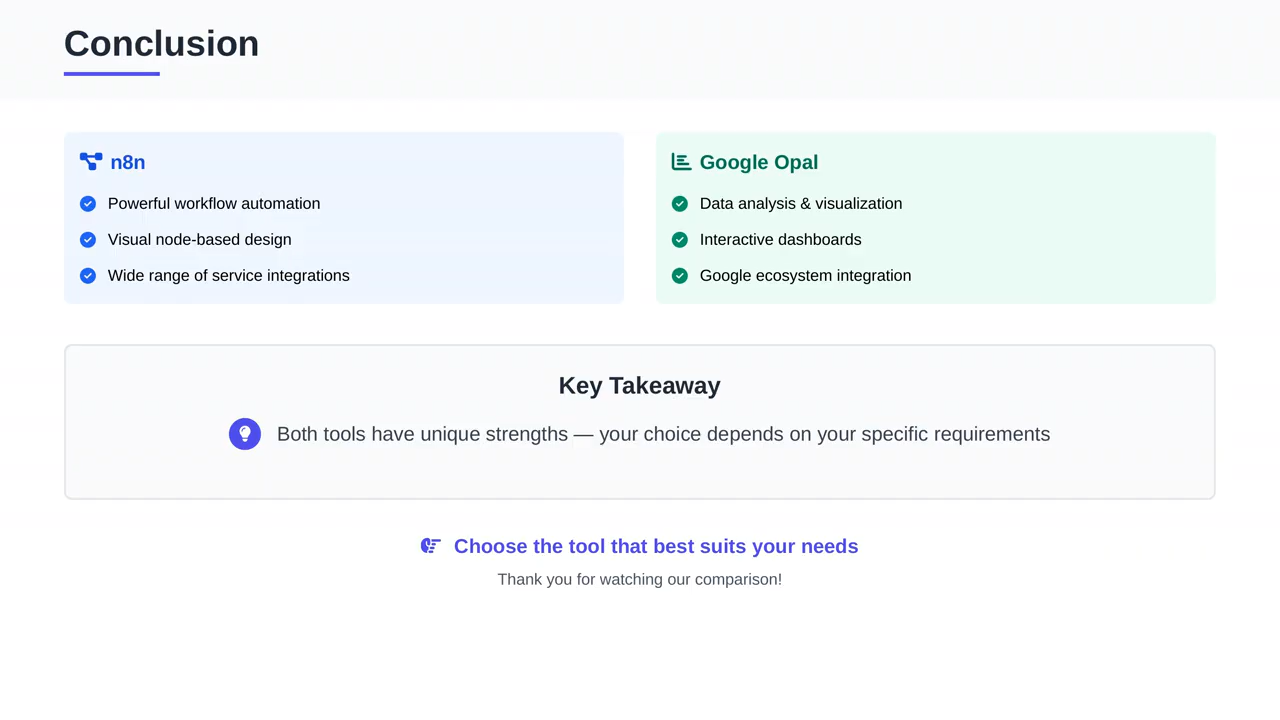 Conclusion
n8n
Powerful workflow automation
Visual node-based design
Wide range of service integrations
Google Opal
Data analysis & visualization
Interactive dashboards
Google ecosystem integration
Key Takeaway
Both tools have unique strengths — your choice depends on your specific requirements
Choose the tool that best suits your needs
Thank you for watching our comparison!